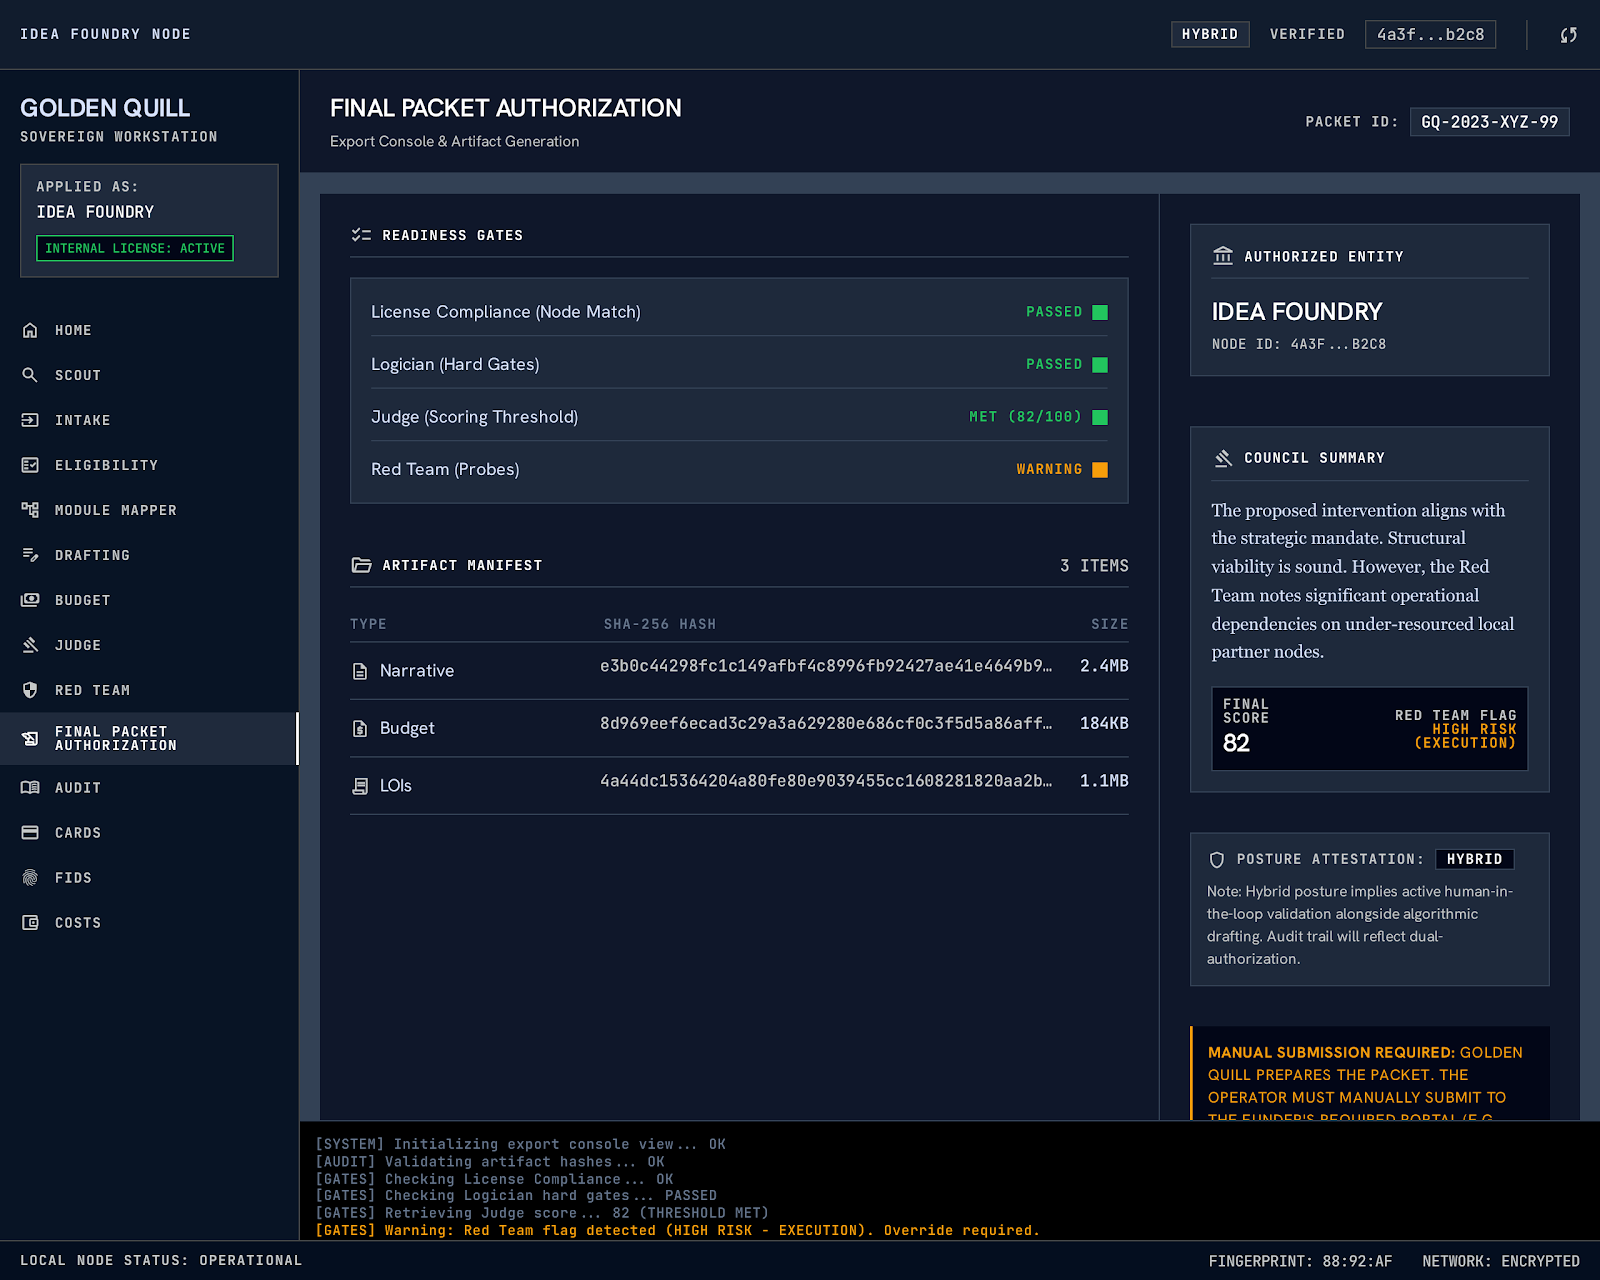 IDEA FOUNDRY NODE
HYBRID
VERIFIED
4a3f...b2c8
GOLDEN QUILL
SOVEREIGN WORKSTATION
APPLIED AS:
IDEA FOUNDRY
INTERNAL LICENSE: ACTIVE
HOME
SCOUT
INTAKE
ELIGIBILITY
MODULE MAPPER
DRAFTING
BUDGET
JUDGE
RED TEAM
FINAL PACKET
AUTHORIZATION
AUDIT
CARDS
FIDS
COSTS
FINAL PACKET AUTHORIZATION
Export Console & Artifact Generation
PACKET ID: GQ-2023-XYZ-99
READINESS GATES
License Compliance (Node Match) PASSED
Logician (Hard Gates) PASSED
Judge (Scoring Threshold) MET (82/100)
Red Team (Probes) WARNING
ARTIFACT MANIFEST 3 ITEMS
TYPE SHA-256 HASH SIZE
Narrative e3b0c44298fc1c149afbf4c8996fb92427ae41e4649b9… 2.4MB
Budget 8d969eef6ecad3c29a3a629280e686cf0c3f5d5a86aff… 184KB
LOIs 4a44dc15364204a80fe80e9039455cc1608281820aa2b… 1.1MB
AUTHORIZED ENTITY
IDEA FOUNDRY
NODE ID: 4A3F...B2C8
COUNCIL SUMMARY
The proposed intervention aligns with
the strategic mandate. Structural
viability is sound. However, the Red
Team notes significant operational
dependencies on under-resourced local
partner nodes.
FINAL
SCORE
82
RED TEAM FLAG
HIGH RISK
(EXECUTION)
POSTURE ATTESTATION: HYBRID
Note: Hybrid posture implies active human-in-
the-loop validation alongside algorithmic
drafting. Audit trail will reflect dual-
authorization.
MANUAL SUBMISSION REQUIRED: GOLDEN
QUILL PREPARES THE PACKET. THE
OPERATOR MUST MANUALLY SUBMIT TO
THE FUNDER'S REQUIRED PORTAL (E.G.
[SYSTEM] Initializing export console view... OK
[AUDIT] Validating artifact hashes... OK
[GATES] Checking License Compliance... OK
[GATES] Checking Logician hard gates... PASSED
[GATES] Retrieving Judge score... 82 (THRESHOLD MET)
[GATES] Warning: Red Team flag detected (HIGH RISK - EXECUTION). Override required.
LOCAL NODE STATUS: OPERATIONAL
FINGERPRINT: 88:92:AF
NETWORK: ENCRYPTED